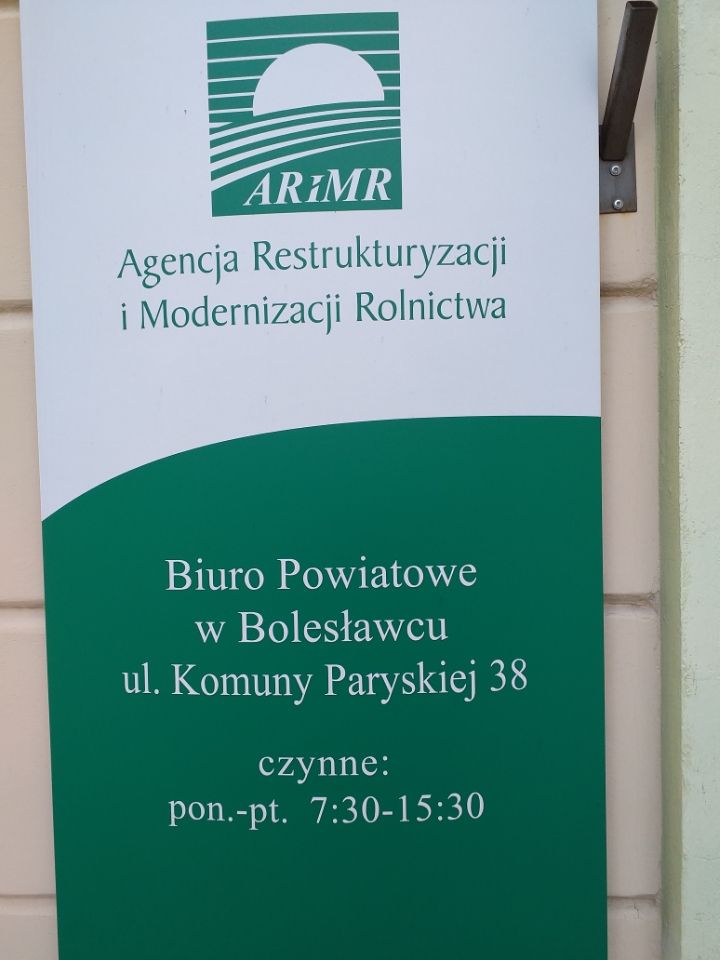 ARiMR
Agencja Restrukturyzacji
i Modernizacji Rolnictwa
Biuro Powiatowe
w Bolesławcu
ul. Komuny Paryskiej 38
czynne:
pon.-pt. 7:30-15:30